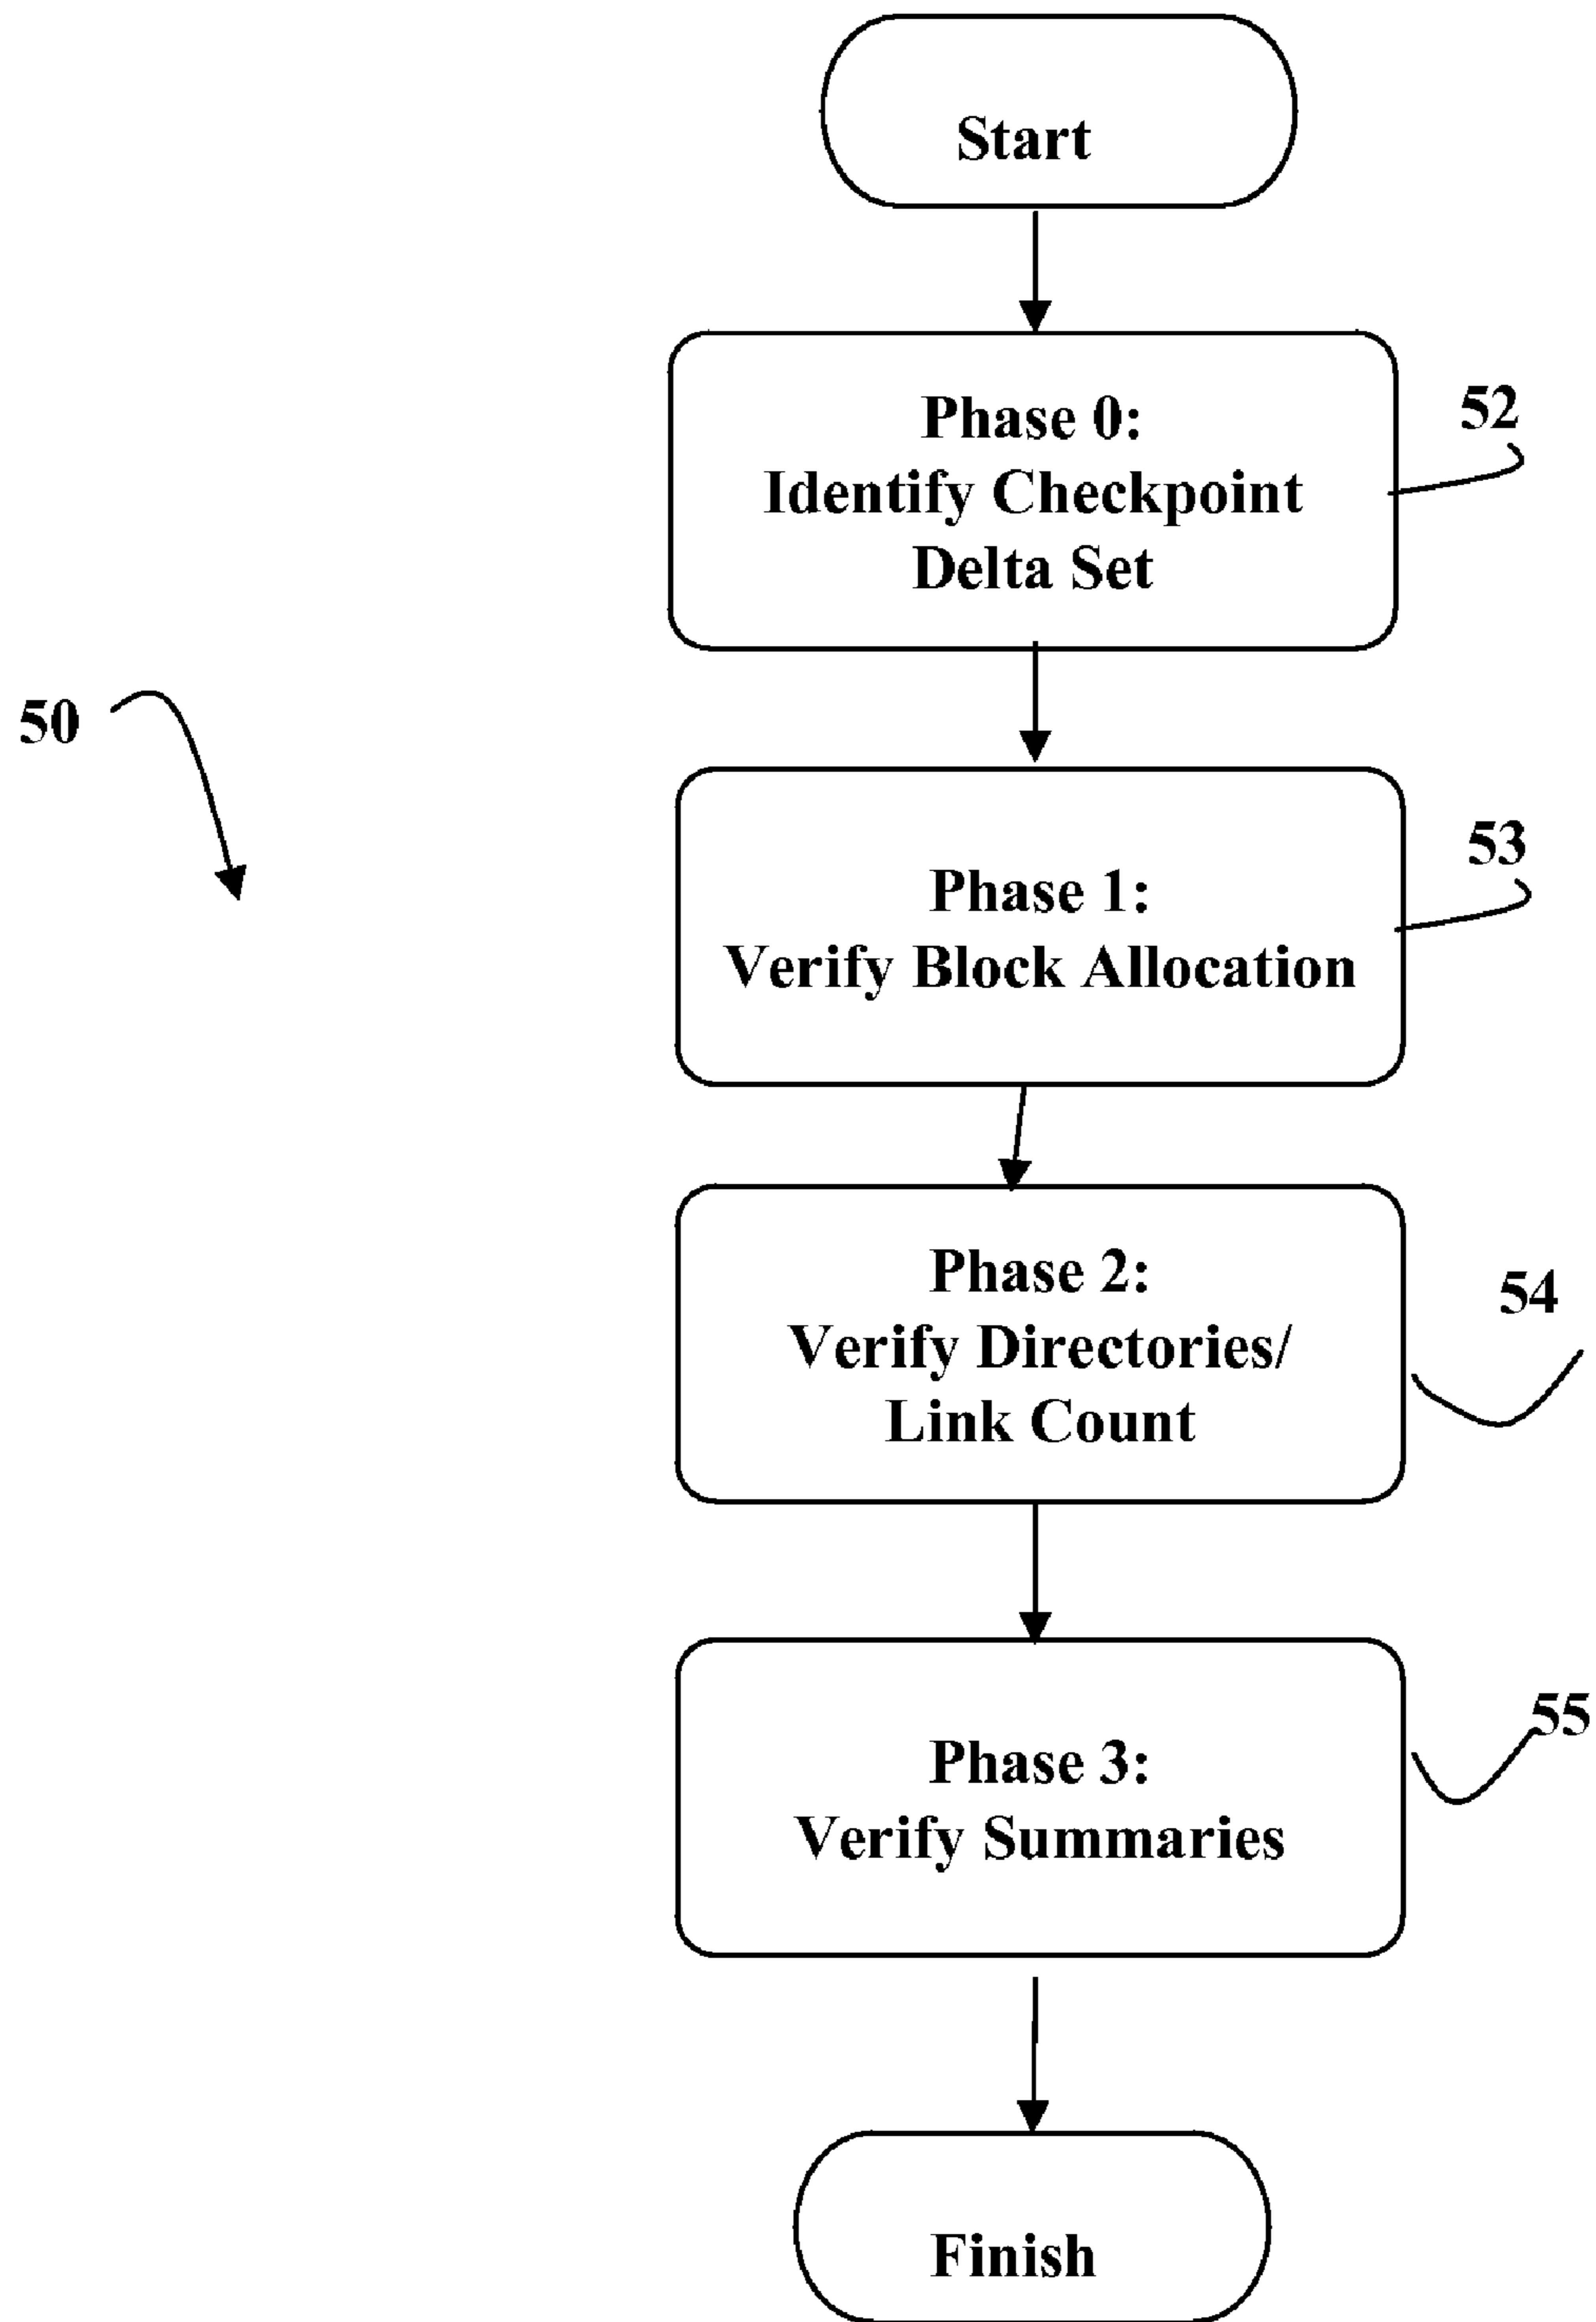 Start
Phase 0:
Identify Checkpoint
Delta Set
52
50
Phase 1:
Verify Block Allocation
53
Phase 2:
Verify Directories/
Link Count
54
Phase 3:
Verify Summaries
55
Finish